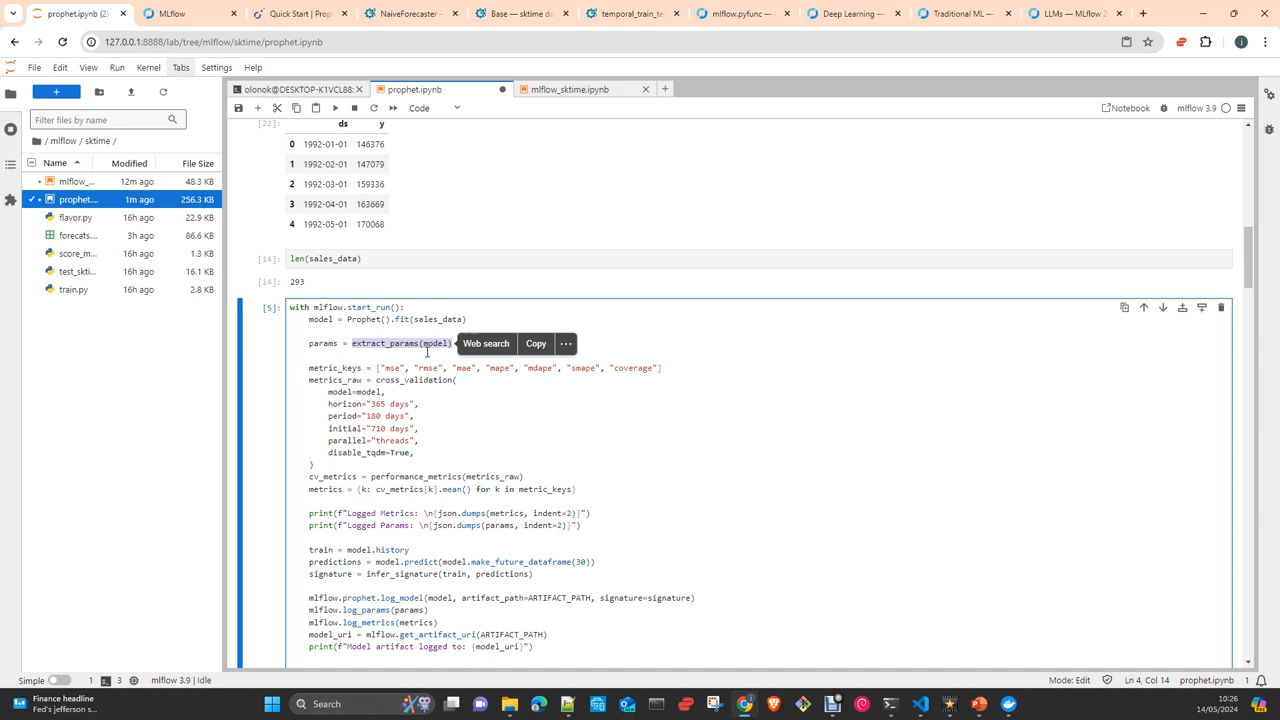 prophet.ipynb (2)
MLflow
Quick Start | Prop
NaiveForecaster —
Base — sktime do
temporal_train_te
mlflow.pyfunc —
Deep Learning —
Traditional ML —
LLMs — MLflow 2
127.0.0.1:8888/lab/tree/mlflow/sktime/prophet.ipynb
File Edit View Run Kernel Tabs Settings Help
olonok@DESKTOP-K1VCL88:
prophet.ipynb
mlflow_sktime.ipynb
Code
Notebook
mlflow 3.9
Filter files by name
/ mlflow / sktime /
Name Modified File Size
mlflow_... 12m ago 48.3 KB
prophet.... 1m ago 256.3 KB
flavor.py 16h ago 22.9 KB
forecats.... 3h ago 86.6 KB
score_m... 16h ago 1.3 KB
test_skti... 16h ago 16.1 KB
train.py 16h ago 2.8 KB
[22]: ds y
0 1992-01-01 146376
1 1992-02-01 147079
2 1992-03-01 159336
3 1992-04-01 163669
4 1992-05-01 170068
[14]: len(sales_data)
[14]: 293
[5]: with mlflow.start_run():
model = Prophet().fit(sales_data)
params = extract_params(model)
Web search Copy ···
metric_keys = ["mse", "rmse", "mae", "mape", "mdape", "smape", "coverage"]
metrics_raw = cross_validation(
model=model,
horizon="365 days",
period="180 days",
initial="710 days",
parallel="threads",
disable_tqdm=True,
)
cv_metrics = performance_metrics(metrics_raw)
metrics = {k: cv_metrics[k].mean() for k in metric_keys}
print(f"Logged Metrics: \n{json.dumps(metrics, indent=2)}")
print(f"Logged Params: \n{json.dumps(params, indent=2)}")
train = model.history
predictions = model.predict(model.make_future_dataframe(30))
signature = infer_signature(train, predictions)
mlflow.prophet.log_model(model, artifact_path=ARTIFACT_PATH, signature=signature)
mlflow.log_params(params)
mlflow.log_metrics(metrics)
model_uri = mlflow.get_artifact_uri(ARTIFACT_PATH)
print(f"Model artifact logged to: {model_uri}")
Simple 1 3 mlflow 3.9 | Idle
Mode: Edit Ln 4, Col 14 prophet.ipynb 1
Finance headline
Fed's jefferson s...
Search
10:26
14/05/2024